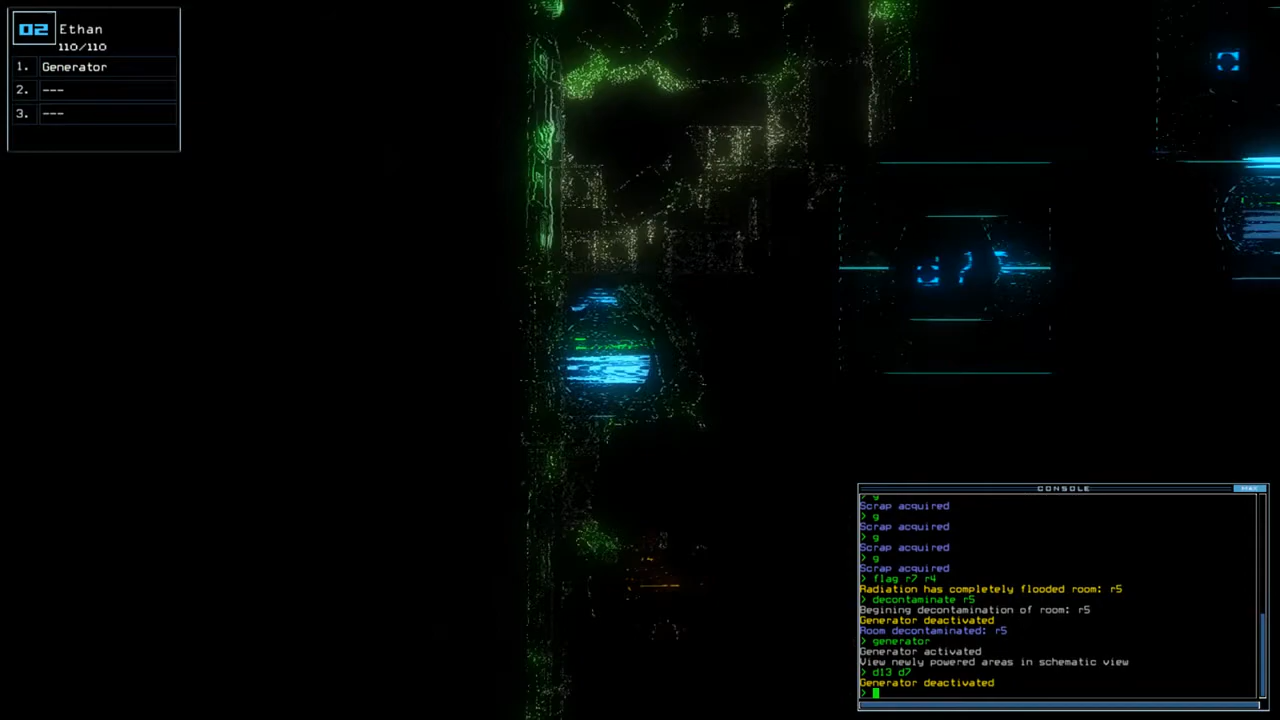 02 Ethan
110/110
1. Generator
2. ---
3. ---
CONSOLE
MAX
> g
Scrap acquired
> g
Scrap acquired
> g
Scrap acquired
> g
Scrap acquired
> flag r7 r4
Radiation has completely flooded room: r5
> decontaminate r5
Begining decontamination of room: r5
Generator deactivated
Room decontaminated: r5
> generator
Generator activated
View newly powered areas in schematic view
> d13 d7
Generator deactivated
>